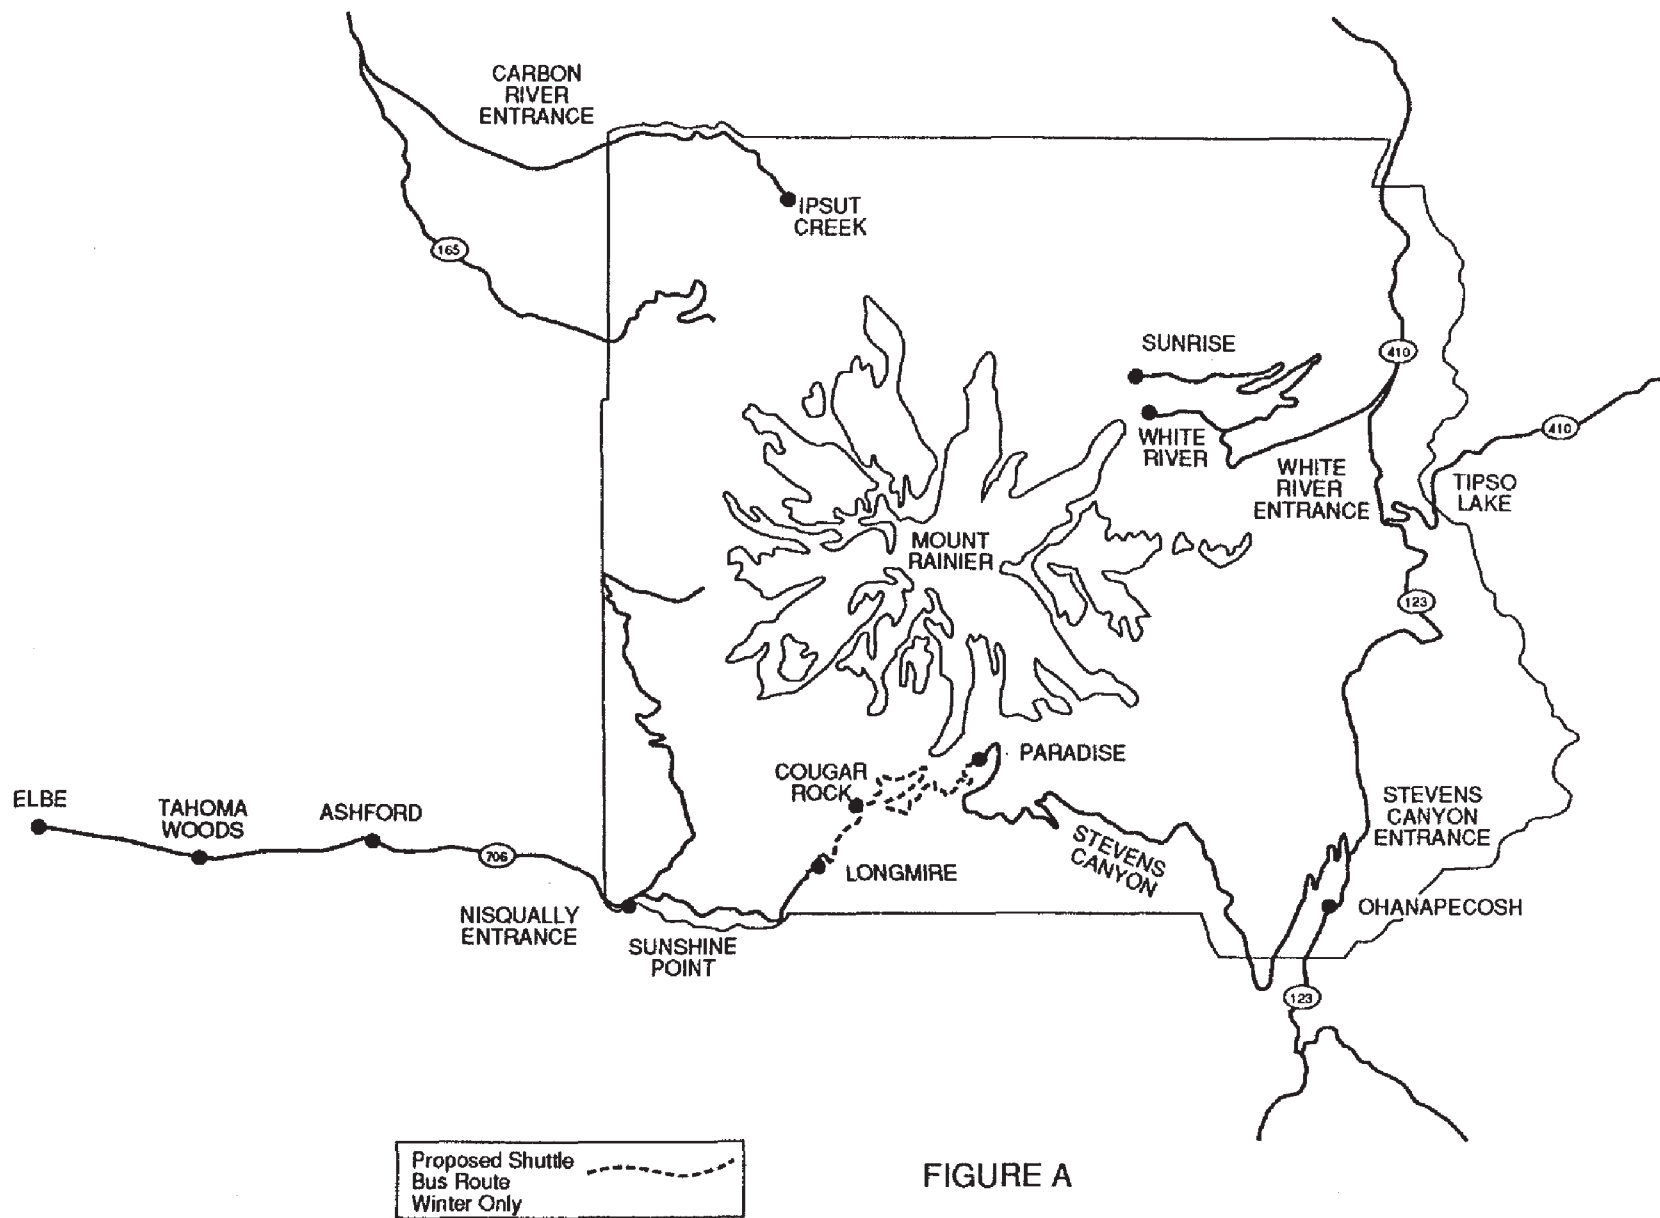 CARBON
RIVER
ENTRANCE
IPSUT
CREEK
165
SUNRISE
410
WHITE
RIVER
410
WHITE
RIVER
ENTRANCE
TIPSO
LAKE
MOUNT
RAINIER
123
PARADISE
COUGAR
ROCK
ELBE
TAHOMA
WOODS
ASHFORD
706
STEVENS
CANYON
STEVENS
CANYON
ENTRANCE
LONGMIRE
NISQUALLY
ENTRANCE
SUNSHINE
POINT
OHANAPECOSH
123
Proposed Shuttle
Bus Route
Winter Only
FIGURE A